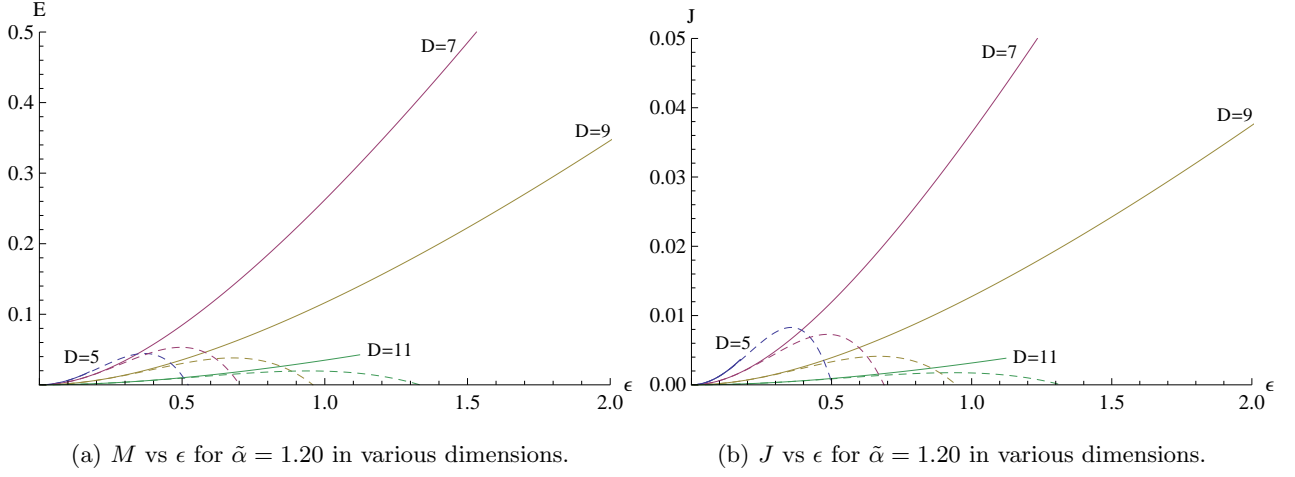 E
0.5
0.4
0.3
0.2
0.1
D=7
D=9
D=5
D=11
0.5 1.0 1.5 2.0 ϵ
J
0.05
0.04
0.03
0.02
0.01
0.00
D=7
D=9
D=5
D=11
0.5 1.0 1.5 2.0 ϵ
(a) M vs ϵ for α̃ = 1.20 in various dimensions.
(b) J vs ϵ for α̃ = 1.20 in various dimensions.